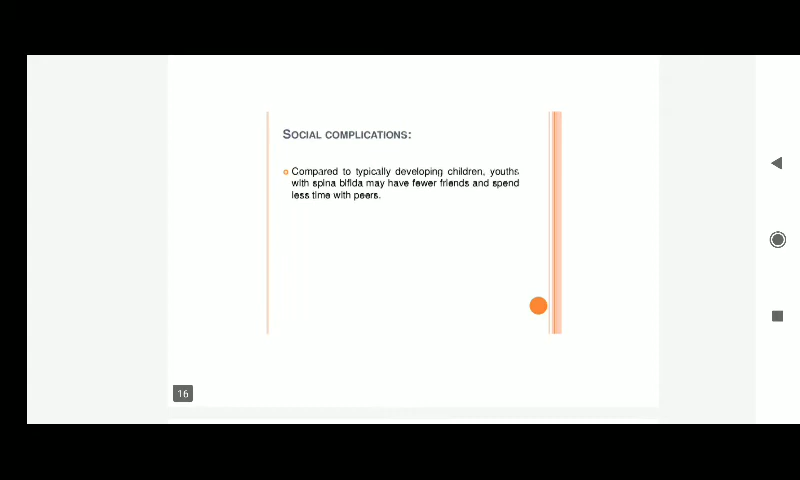 SOCIAL COMPLICATIONS:
Compared to typically developing children, youths
with spina bifida may have fewer friends and spend
less time with peers.
16